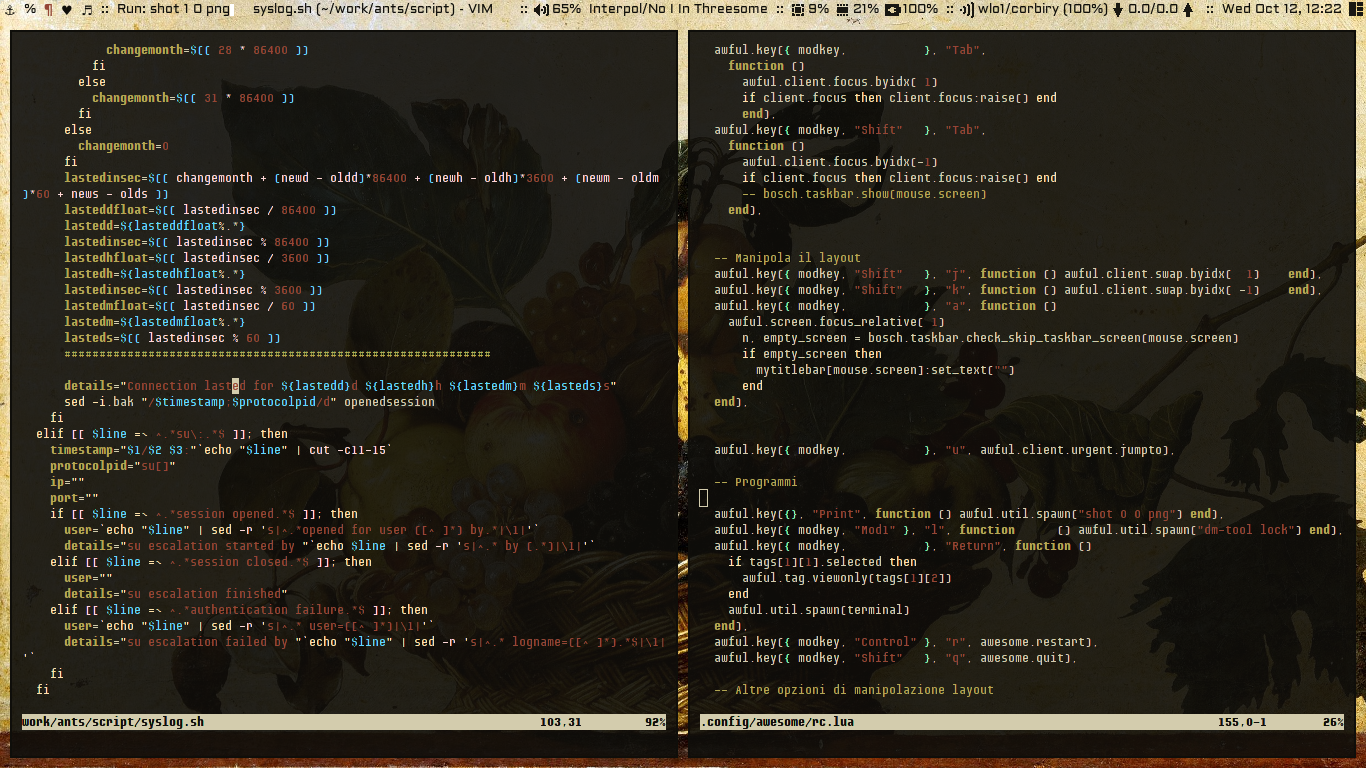 % ¶ ♥ ♬ :: Run: shot 1 0 png syslog.sh (~/work/ants/script) - VIM :: 65% Interpol/No I In Threesome :: 9% 21% 100% :: wlo1/corbiry (100%) 0.0/0.0 :: Wed Oct 12, 12:22
changemonth=$(( 28 * 86400 ))
fi
else
changemonth=$(( 31 * 86400 ))
fi
else
changemonth=0
fi
lastedinsec=$(( changemonth + (newd - oldd)*86400 + (newh - oldh)*3600 + (newm - oldm
)*60 + news - olds ))
lasteddfloat=$(( lastedinsec / 86400 ))
lastedd=${lasteddfloat%.*}
lastedinsec=$(( lastedinsec % 86400 ))
lastedhfloat=$(( lastedinsec / 3600 ))
lastedh=${lastedhfloat%.*}
lastedinsec=$(( lastedinsec % 3600 ))
lastedmfloat=$(( lastedinsec / 60 ))
lastedm=${lastedmfloat%.*}
lasteds=$(( lastedinsec % 60 ))
#############################################################
details="Connection lasted for ${lastedd}d ${lastedh}h ${lastedm}m ${lasteds}s"
sed -i.bak "/$timestamp;$protocolpid/d" openedsession
fi
elif [[ $line =~ ^.*su\:.*$ ]]; then
timestamp="$1/$2 $3:"`echo "$line" | cut -c11-15`
protocolpid="su[]"
ip=""
port=""
if [[ $line =~ ^.*session opened.*$ ]]; then
user=`echo "$line" | sed -r 's|^.*opened for user ([^ ]*) by.*|\1|'`
details="su escalation started by "`echo $line | sed -r 's|^.* by (.*)|\1|'`
elif [[ $line =~ ^.*session closed.*$ ]]; then
user=""
details="su escalation finished"
elif [[ $line =~ ^.*authentication failure.*$ ]]; then
user=`echo "$line" | sed -r 's|^.* user=([^ ]*)|\1|'`
details="su escalation failed by "`echo "$line" | sed -r 's|^.* logname=([^ ]*).*$|\1|
'`
fi
fi
work/ants/script/syslog.sh 103,31 92%
awful.key({ modkey, }, "Tab",
function ()
awful.client.focus.byidx( 1)
if client.focus then client.focus:raise() end
end),
awful.key({ modkey, "Shift" }, "Tab",
function ()
awful.client.focus.byidx(-1)
if client.focus then client.focus:raise() end
-- bosch.taskbar.show(mouse.screen)
end),
-- Manipola il layout
awful.key({ modkey, "Shift" }, "j", function () awful.client.swap.byidx( 1) end),
awful.key({ modkey, "Shift" }, "k", function () awful.client.swap.byidx( -1) end),
awful.key({ modkey, }, "a", function ()
awful.screen.focus_relative( 1)
n, empty_screen = bosch.taskbar.check_skip_taskbar_screen(mouse.screen)
if empty_screen then
mytitlebar[mouse.screen]:set_text("")
end
end),
awful.key({ modkey, }, "u", awful.client.urgent.jumpto),
-- Programmi
awful.key({}, "Print", function () awful.util.spawn("shot 0 0 png") end),
awful.key({ modkey, "Mod1" }, "l", function () awful.util.spawn("dm-tool lock") end),
awful.key({ modkey, }, "Return", function ()
if tags[1][1].selected then
awful.tag.viewonly(tags[1][2])
end
awful.util.spawn(terminal)
end),
awful.key({ modkey, "Control" }, "r", awesome.restart),
awful.key({ modkey, "Shift" }, "q", awesome.quit),
-- Altre opzioni di manipolazione layout
.config/awesome/rc.lua 155,0-1 26%